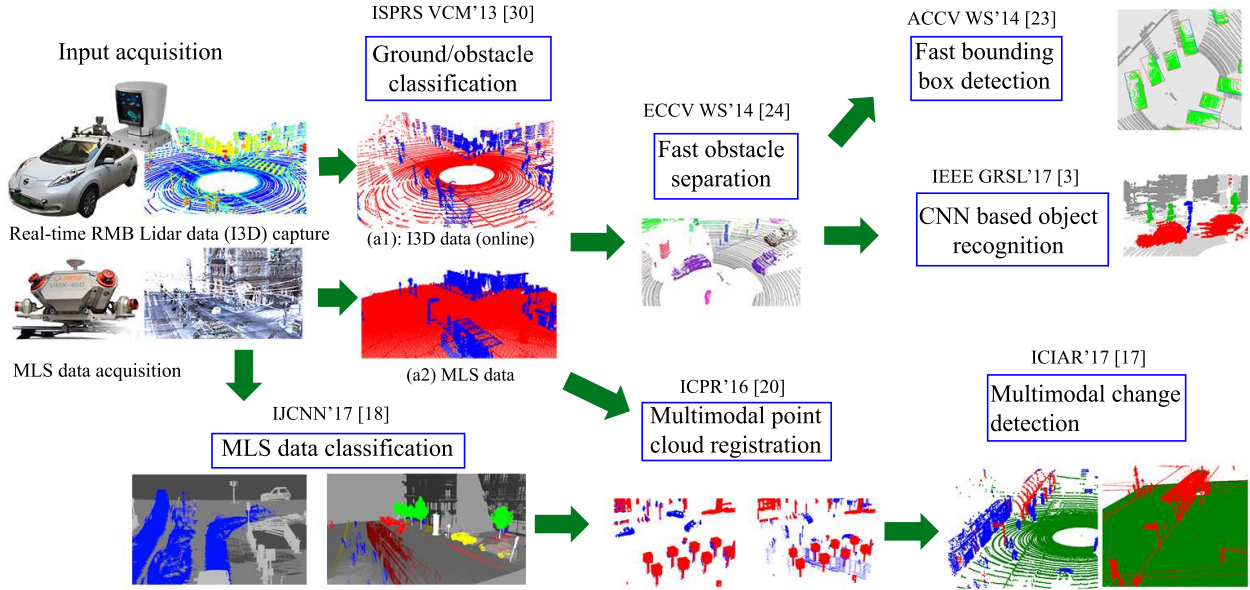 Input acquisition
Real-time RMB Lidar data (I3D) capture
VMX-450
MLS data acquisition
ISPRS VCM'13 [30]
Ground/obstacle
classification
(a1): I3D data (online)
(a2) MLS data
ECCV WS'14 [24]
Fast obstacle
separation
ACCV WS'14 [23]
Fast bounding
box detection
IEEE GRSL'17 [3]
CNN based object
recognition
IJCNN'17 [18]
MLS data classification
ICPR'16 [20]
Multimodal point
cloud registration
ICIAR'17 [17]
Multimodal change
detection